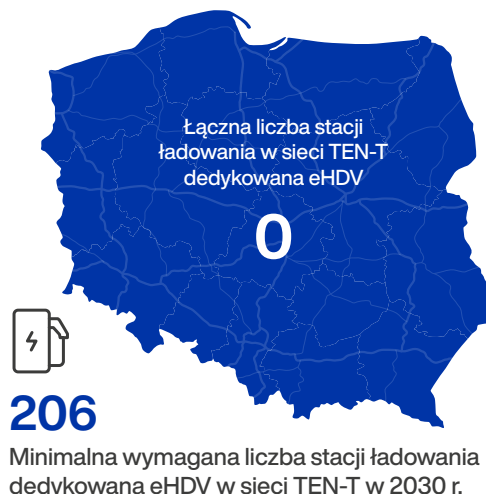 Łączna liczba stacji
ładowania w sieci TEN-T
dedykowana eHDV
0
206
Minimalna wymagana liczba stacji ładowania
dedykowana eHDV w sieci TEN-T w 2030 r.